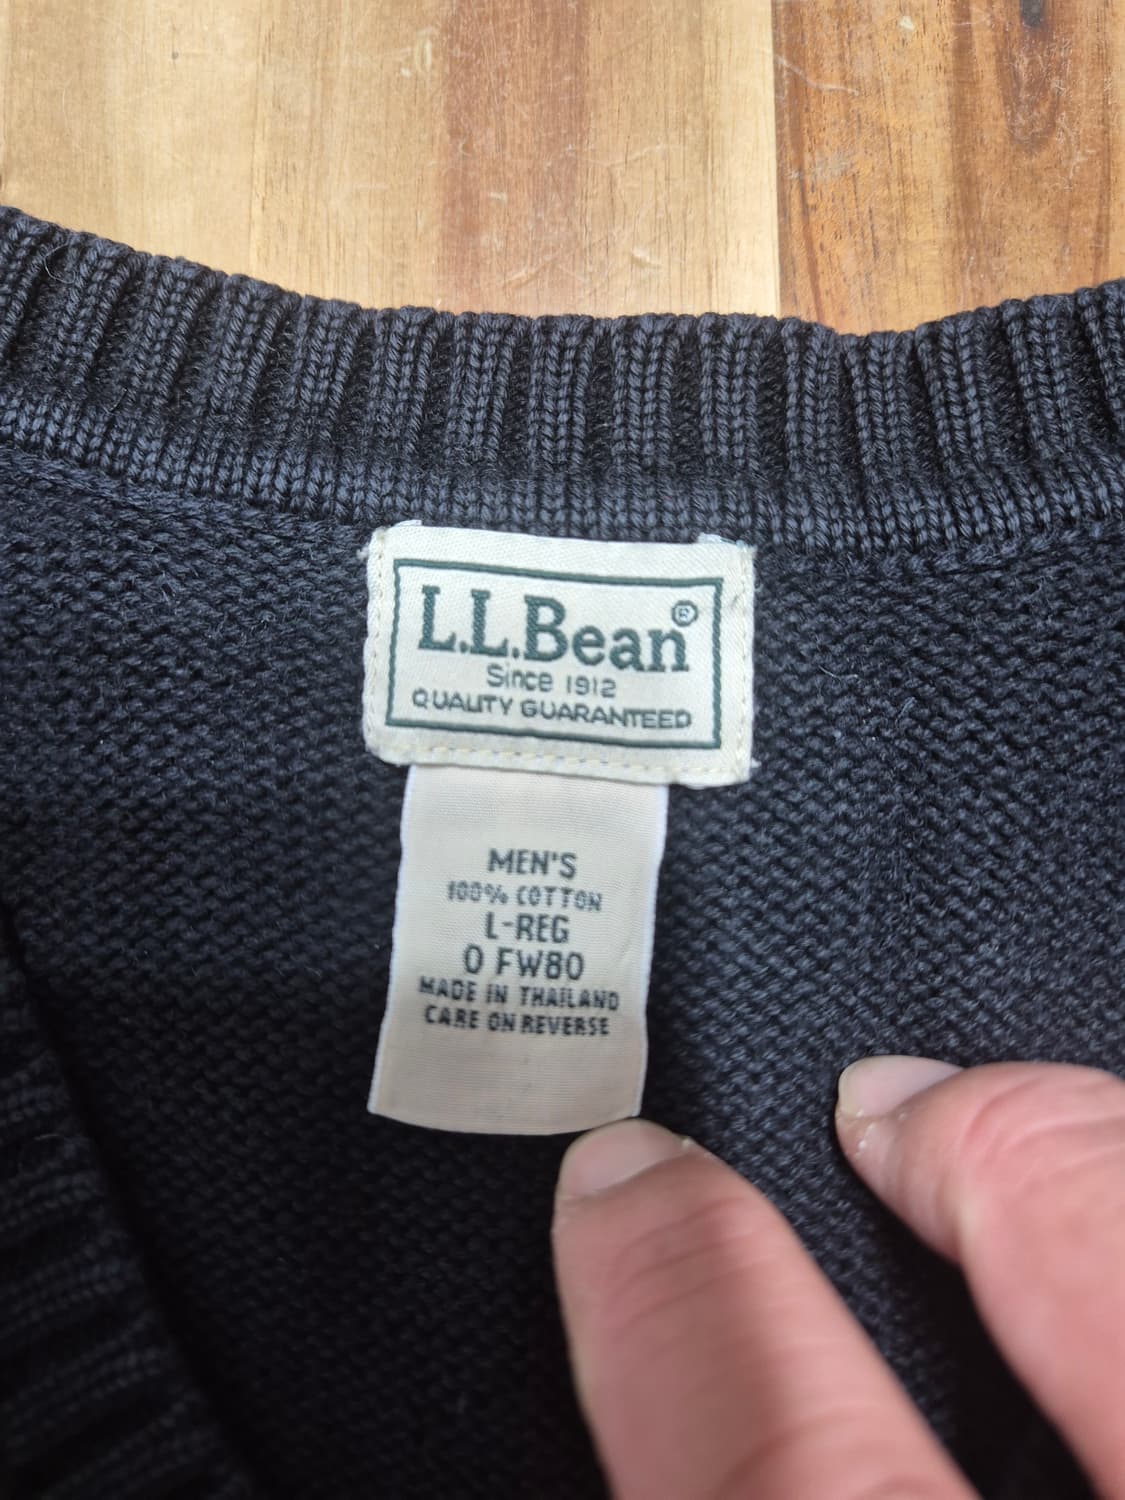 L.L.Bean®
Since 1912
QUALITY GUARANTEED
MEN'S
100% COTTON
L-REG
0 FW80
MADE IN THAILAND
CARE ON REVERSE